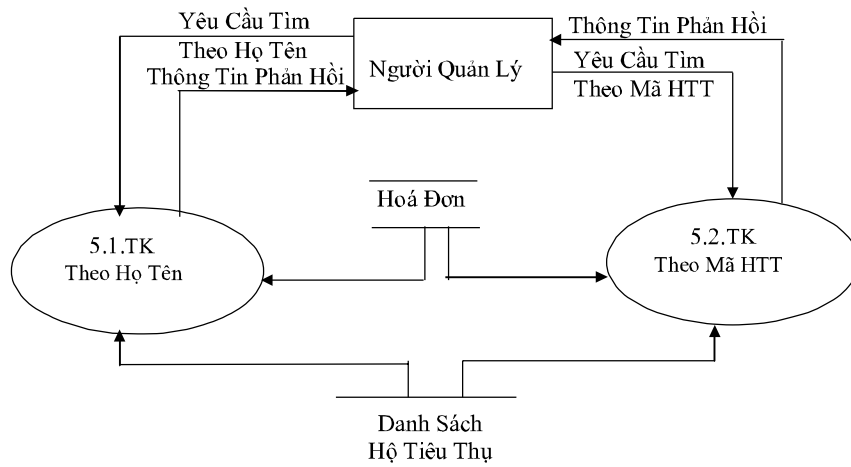 Yêu Cầu Tìm
Theo Họ Tên
Thông Tin Phản Hồi
Người Quản Lý
Thông Tin Phản Hồi
Yêu Cầu Tìm
Theo Mã HTT
Hoá Đơn
5.1.TK
Theo Họ Tên
5.2.TK
Theo Mã HTT
Danh Sách
Hộ Tiêu Thụ